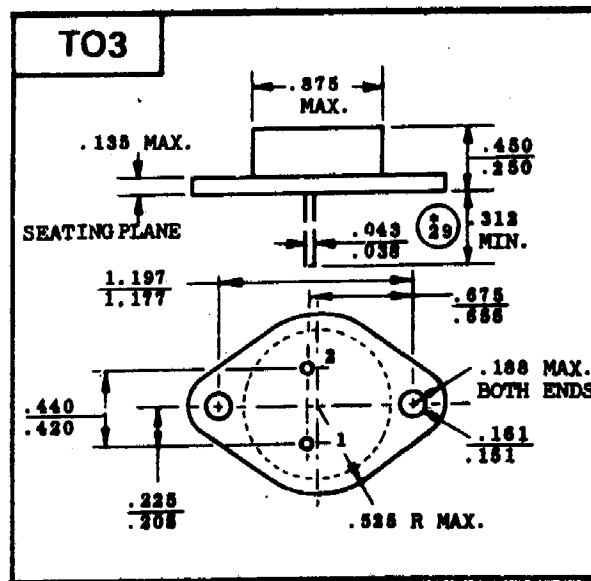 TO3
.875
MAX.
.135 MAX.
.450
.250
SEATING PLANE
.043
.038
*
29
.312
MIN.
1.197
1.177
.675
.655
2
.188 MAX.
BOTH ENDS
.440
.420
1
.161
.151
.225
.205
.525 R MAX.